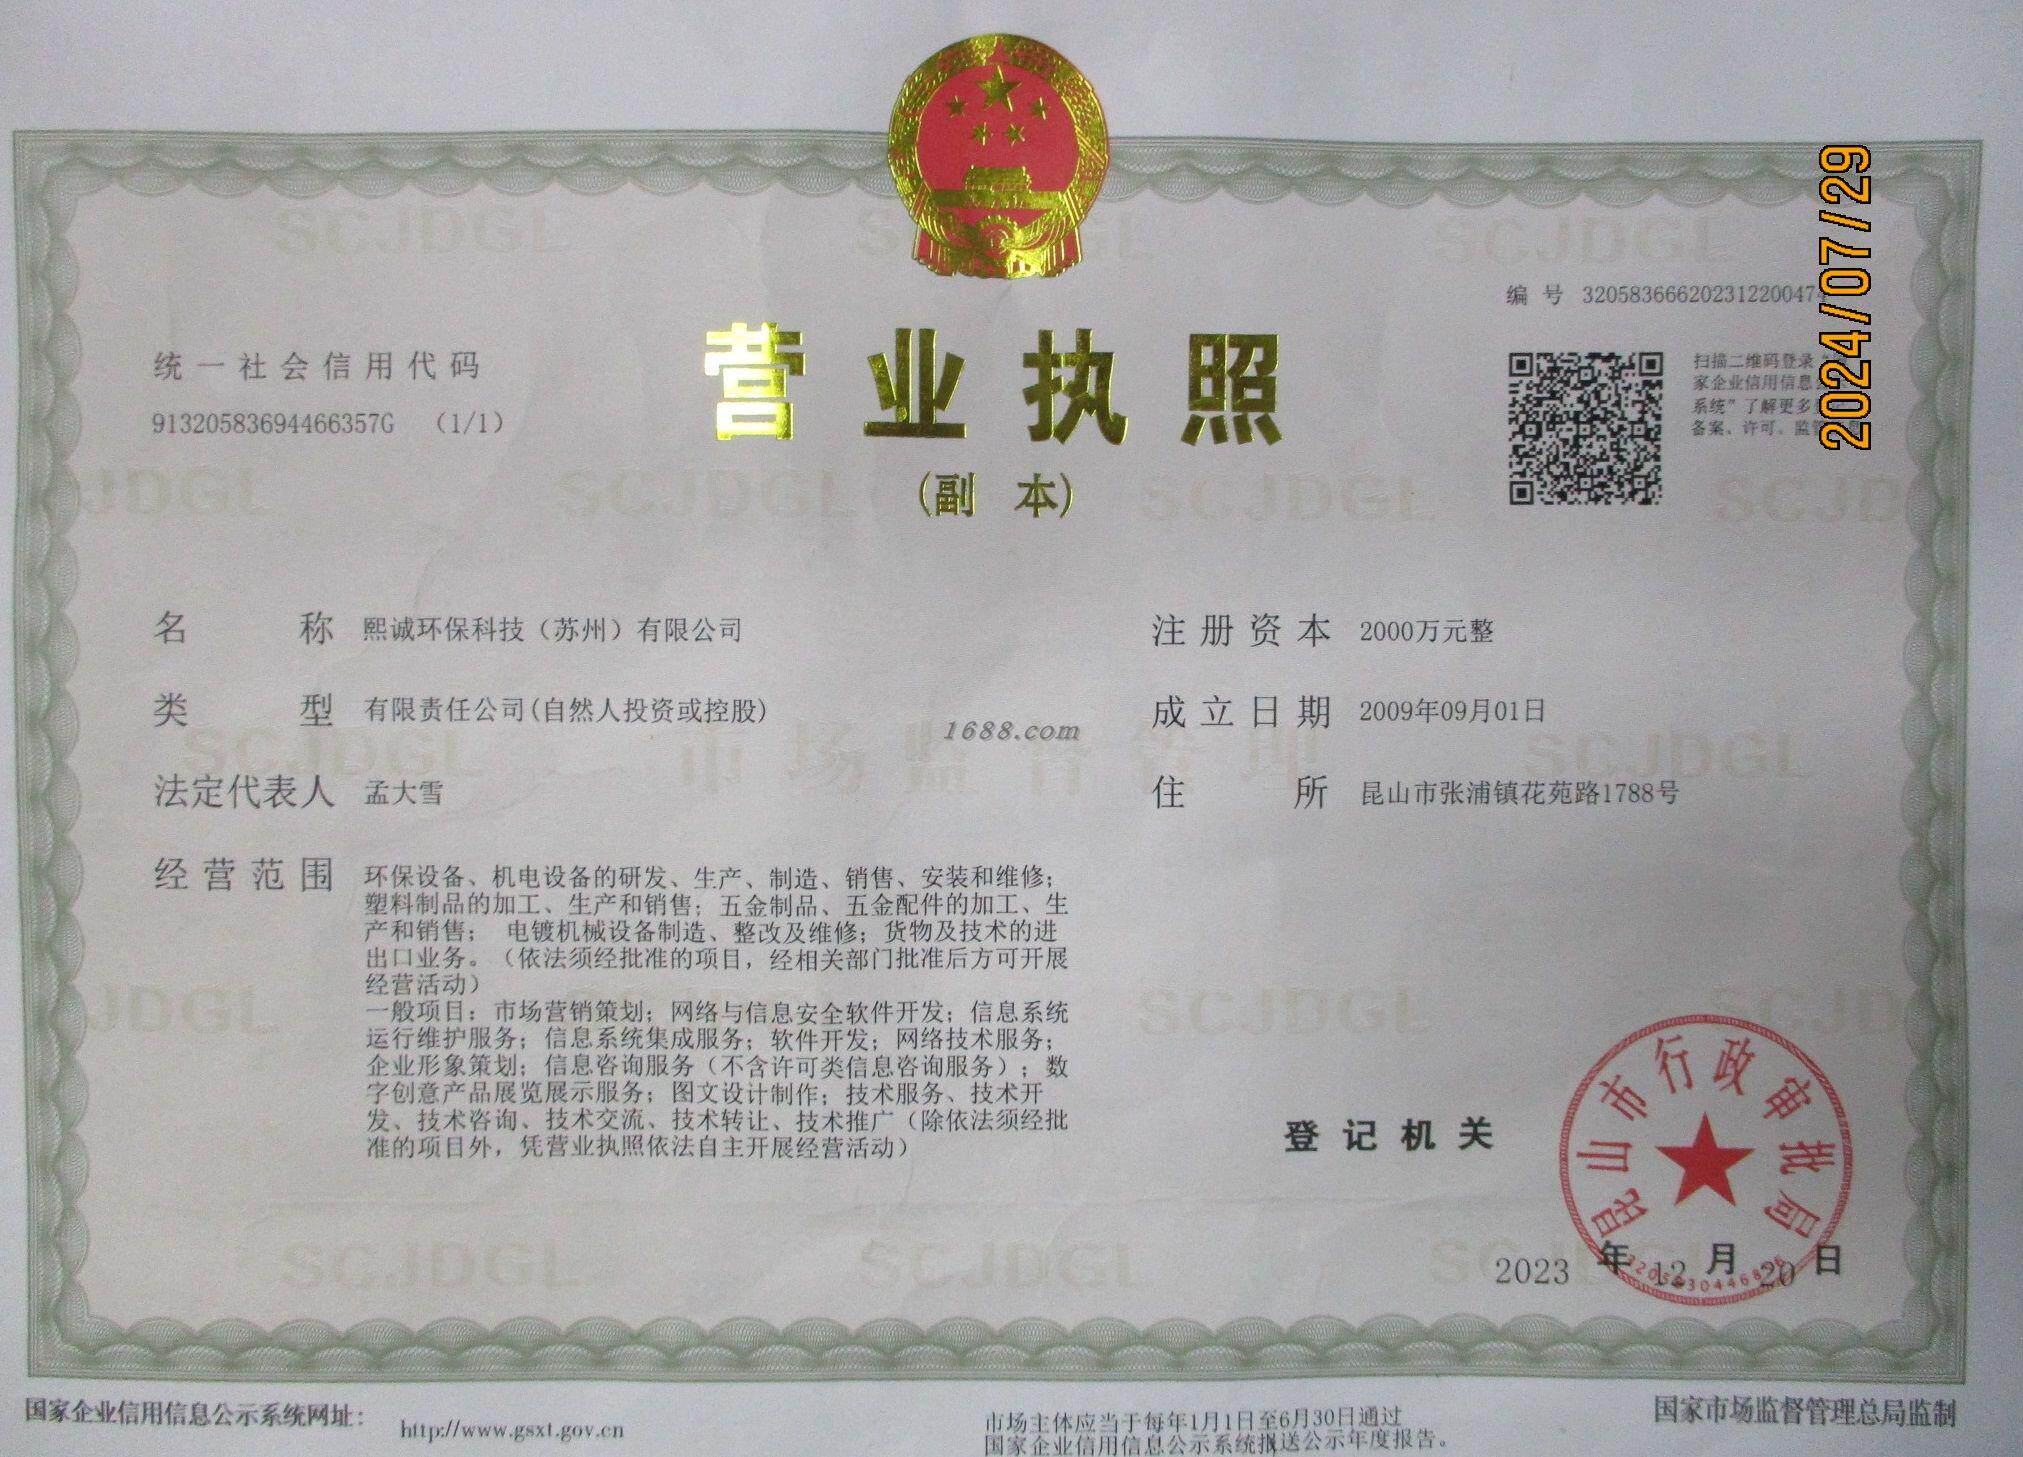 2024/07/29
编 号 320583666202312200474
统一社会信用代码
91320583694466357G （1/1）
营业执照
(副 本)
扫描二维码登录
家企业信用信息
系统”了解更多
备案、许可、监
名 称 熙诚环保科技（苏州）有限公司
类 型 有限责任公司(自然人投资或控股)
法定代表人 孟大雪
注册资本 2000万元整
成立日期 2009年09月01日
住 所 昆山市张浦镇花苑路1788号
1688.com
市场监督管理
经营范围 环保设备、机电设备的研发、生产、制造、销售、安装和维修；
塑料制品的加工、生产和销售；五金制品、五金配件的加工、生
产和销售； 电镀机械设备制造、整改及维修；货物及技术的进
出口业务。（依法须经批准的项目，经相关部门批准后方可开展
经营活动）
一般项目：市场营销策划；网络与信息安全软件开发；信息系统
运行维护服务；信息系统集成服务；软件开发；网络技术服务；
企业形象策划；信息咨询服务（不含许可类信息咨询服务）；数
字创意产品展览展示服务；图文设计制作；技术服务、技术开
发、技术咨询、技术交流、技术转让、技术推广（除依法须经批
准的项目外，凭营业执照依法自主开展经营活动）
登记机关
昆山市行政审批局
2023 年 12 月 20 日
国家企业信用信息公示系统网址：
http://www.gsxt.gov.cn
市场主体应当于每年1月1日至6月30日通过
国家企业信用信息公示系统报送公示年度报告。
国家市场监督管理总局监制